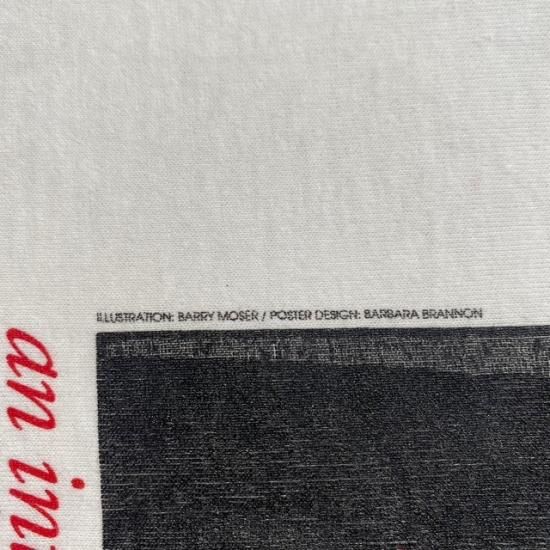 ILLUSTRATION: BARRY MOSER / POSTER DESIGN: BARBARA BRANNON
an in